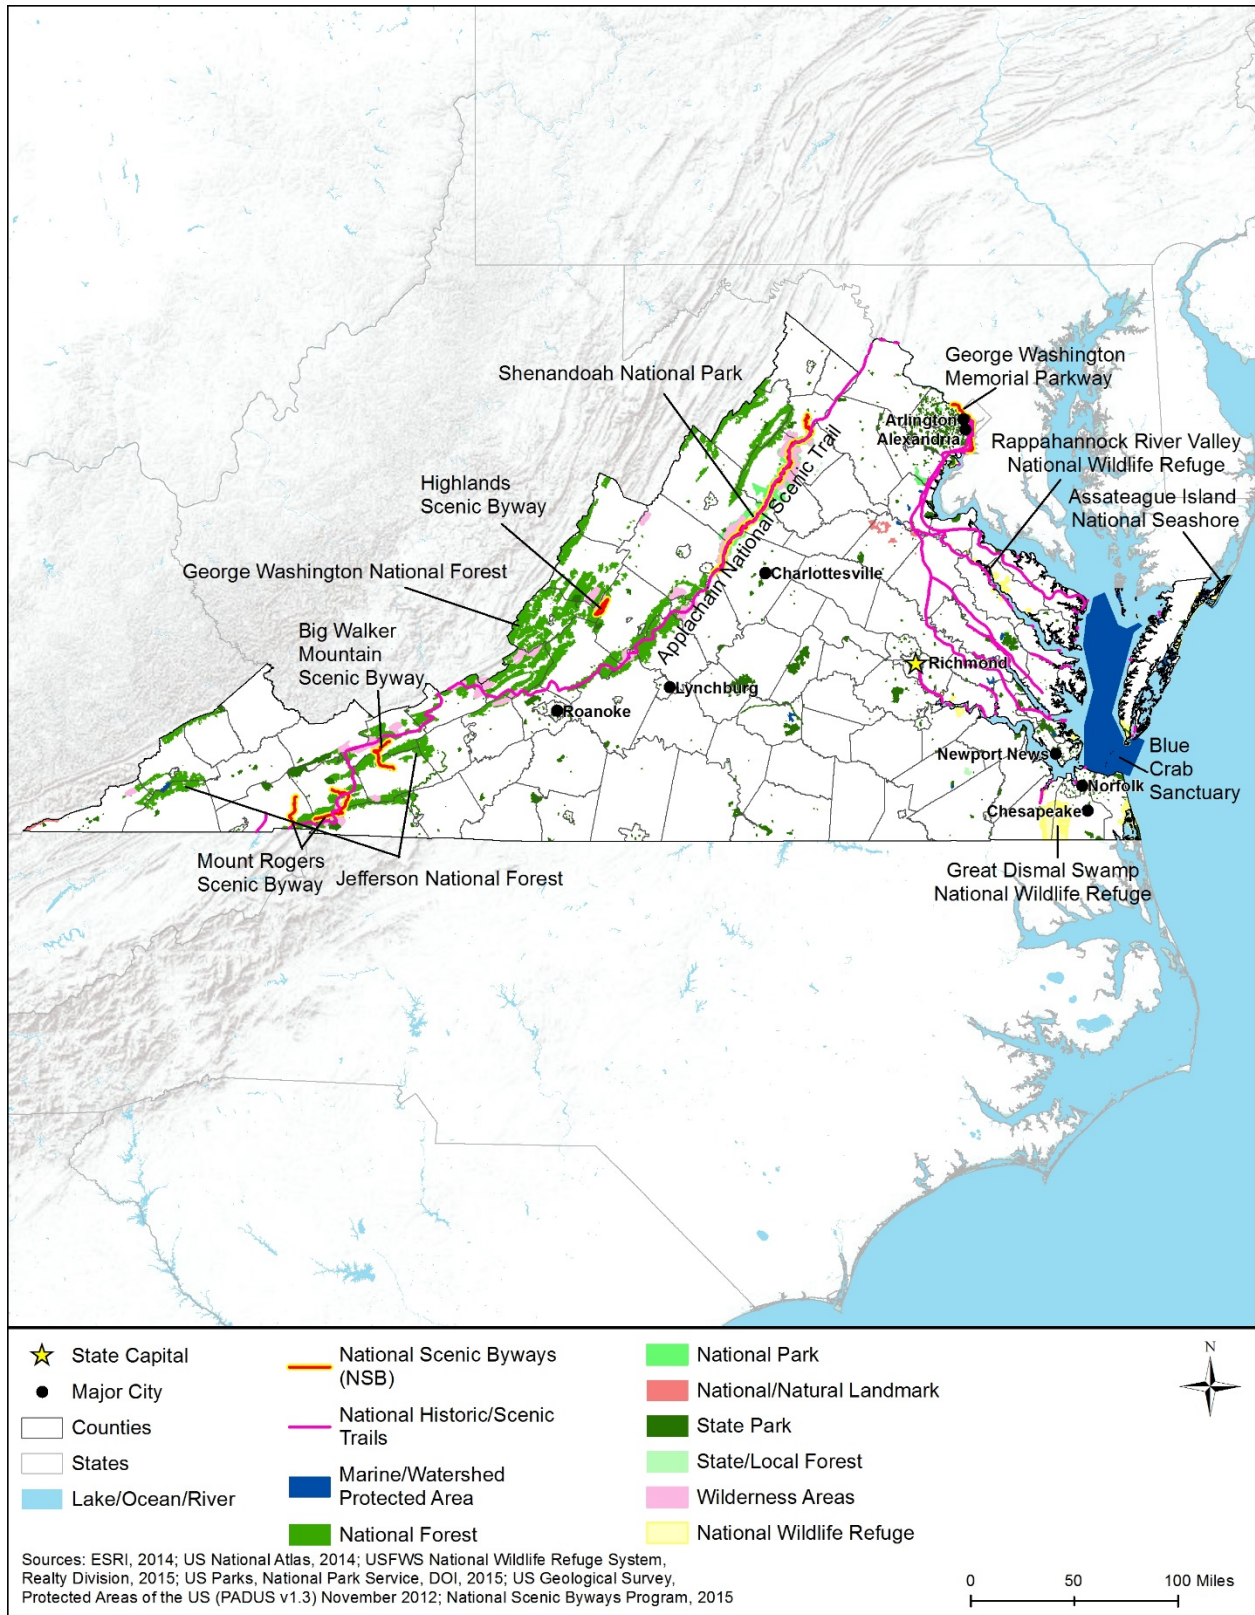 George Washington
Memorial Parkway
Shenandoah National Park
Arlington
Alexandria
Rappahannock River Valley
National Wildlife Refuge
Assateague Island
National Seashore
Highlands
Scenic Byway
Applachain National Scenic Trail
George Washington National Forest
Charlottesville
Big Walker
Mountain
Scenic Byway
Richmond
Lynchburg
Roanoke
Newport News
Blue
Crab
Sanctuary
Norfolk
Chesapeake
Mount Rogers
Scenic Byway
Jefferson National Forest
Great Dismal Swamp
National Wildlife Refuge
State Capital
Major City
Counties
States
Lake/Ocean/River
National Scenic Byways
(NSB)
National Historic/Scenic
Trails
Marine/Watershed
Protected Area
National Forest
National Park
National/Natural Landmark
State Park
State/Local Forest
Wilderness Areas
National Wildlife Refuge
N
Sources: ESRI, 2014; US National Atlas, 2014; USFWS National Wildlife Refuge System,
Realty Division, 2015; US Parks, National Park Service, DOI, 2015; US Geological Survey,
Protected Areas of the US (PADUS v1.3) November 2012; National Scenic Byways Program, 2015
0 50 100 Miles